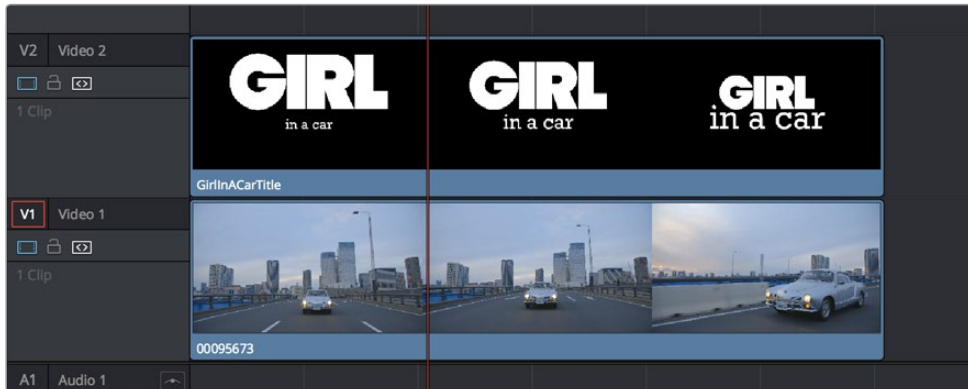 V2 Video 2
1 Clip
GIRL
in a car
GIRL
in a car
GIRL
in a car
GirlInACarTitle
V1 Video 1
1 Clip
00095673
A1 Audio 1